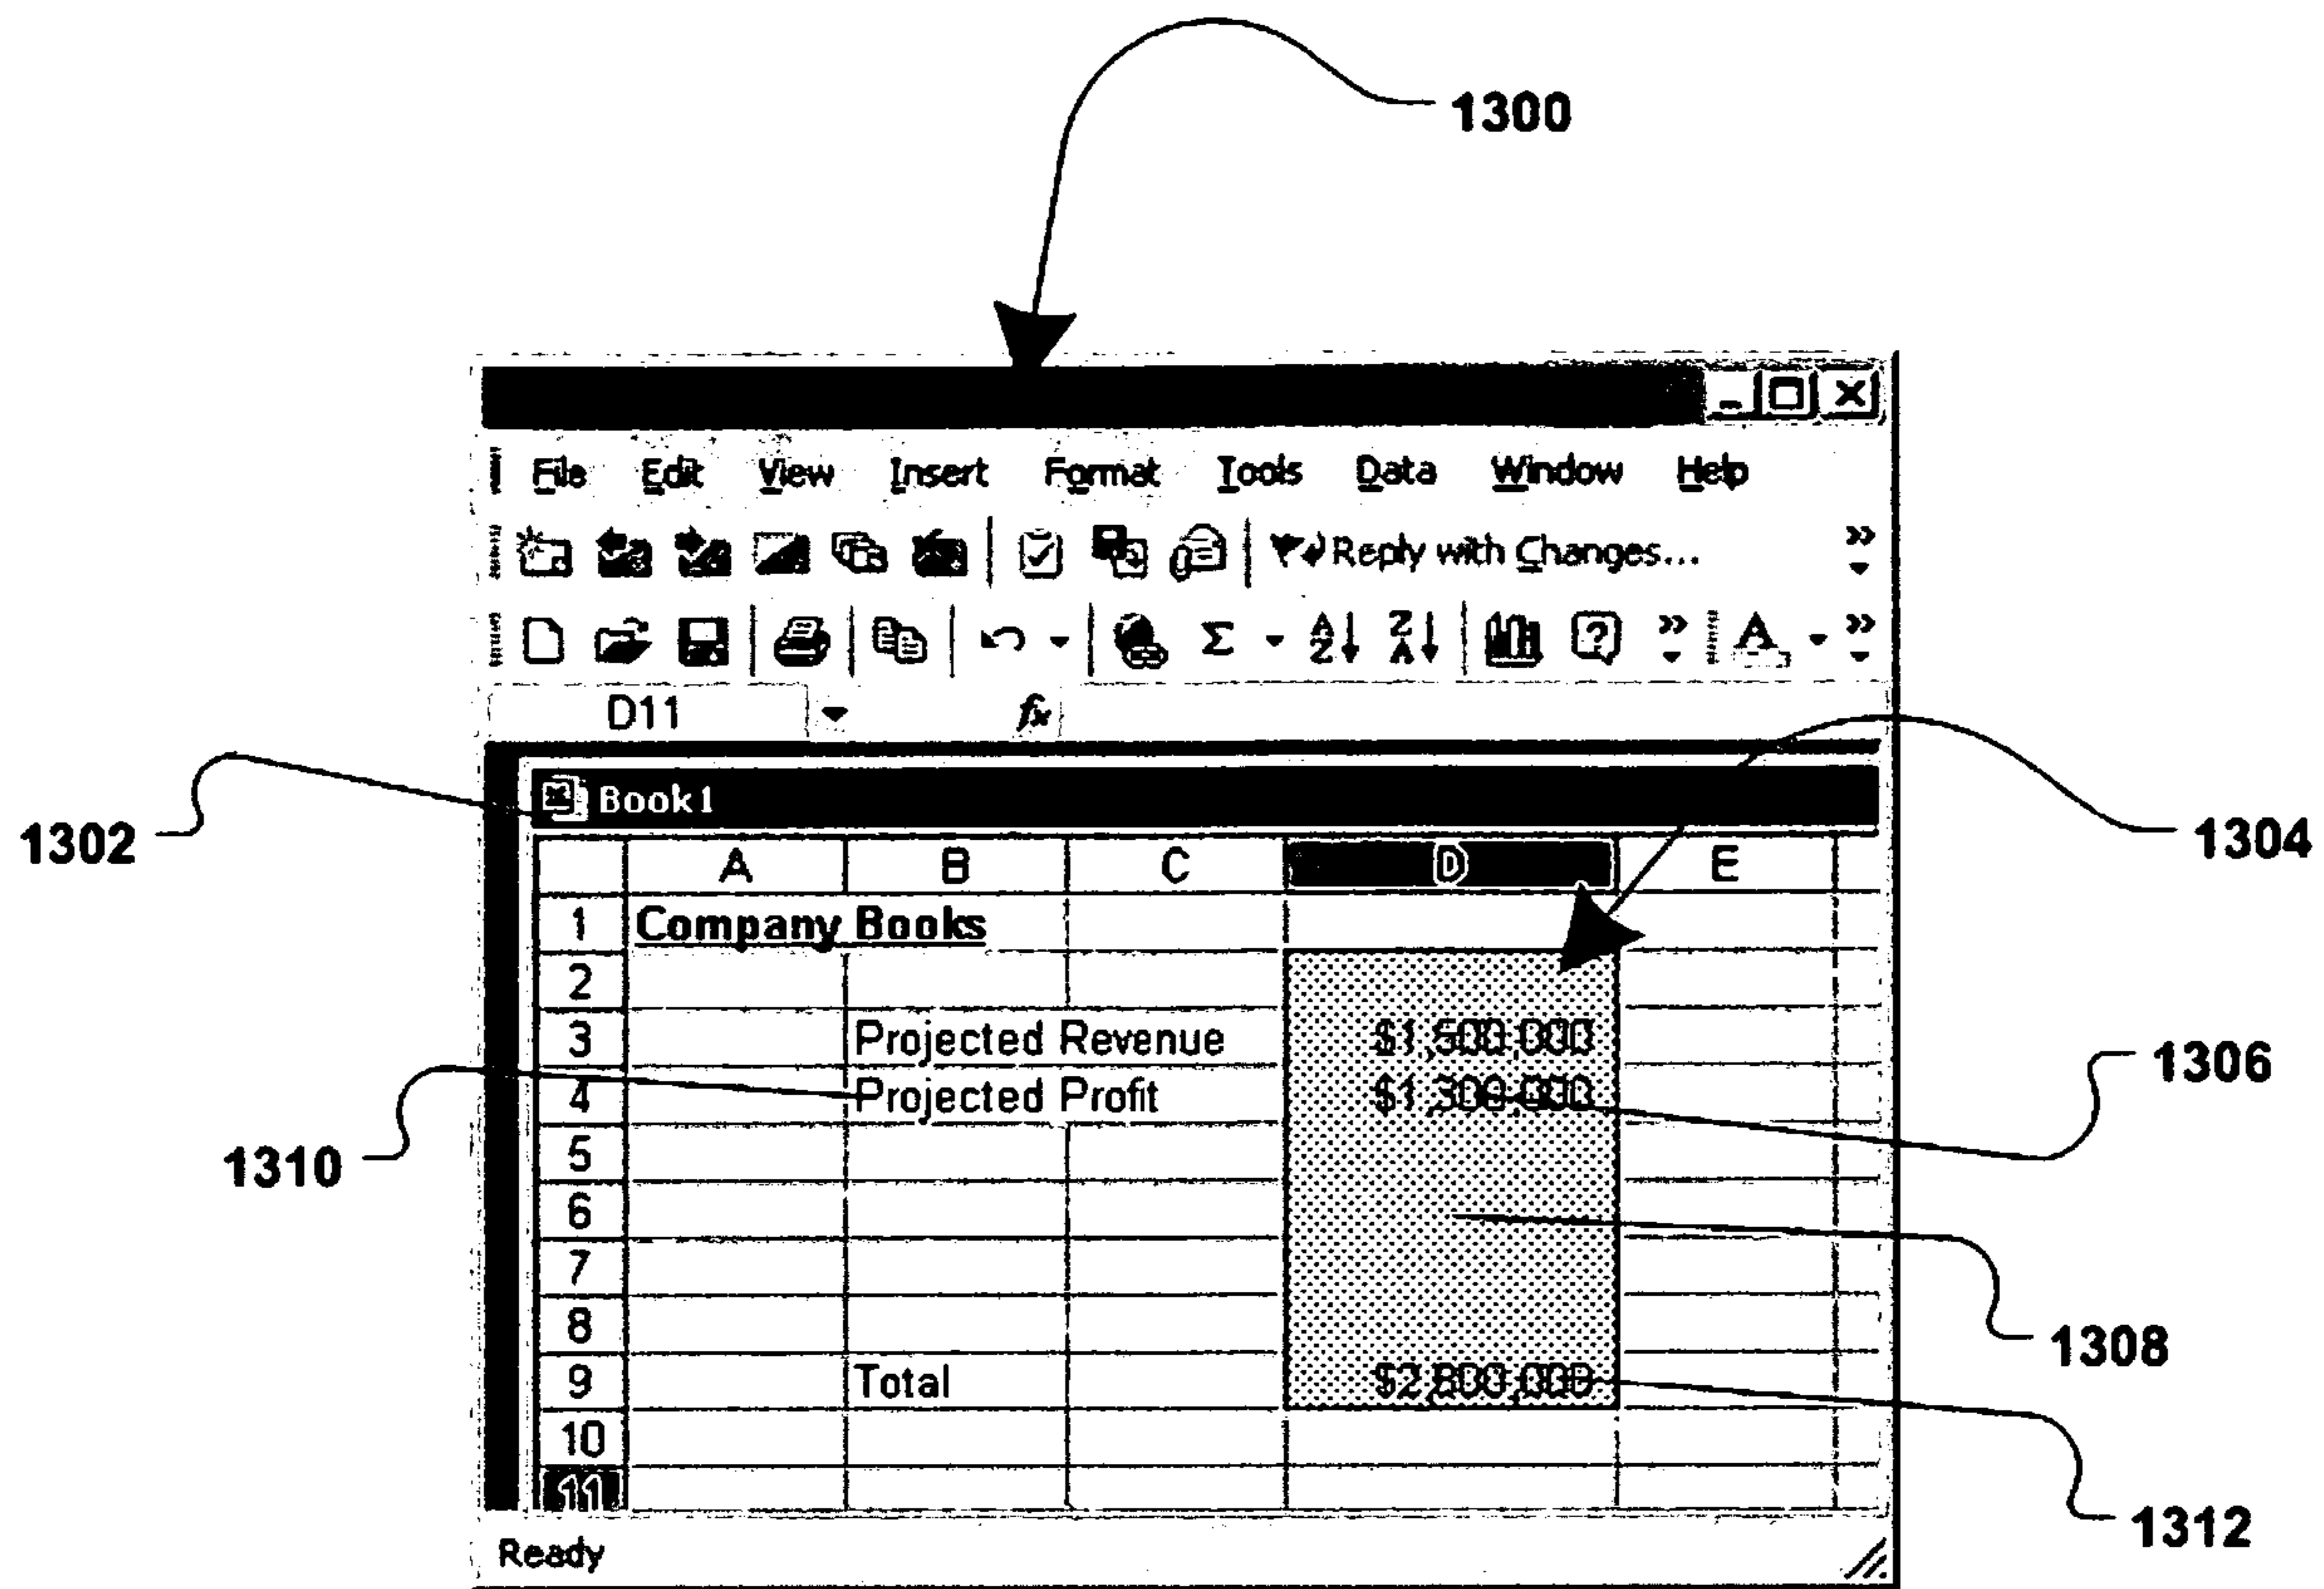 1300
File Edit View Insert Format Tools Data Window Help
Reply with Changes...
D11 fx
Book1
1302
1304
A B C D E
1 Company Books
2
3 Projected Revenue $1,500,000
1306
4 Projected Profit $1,300,000
5
1310
6
7
8
1308
9 Total $2,800,000
10
11
1312
Ready